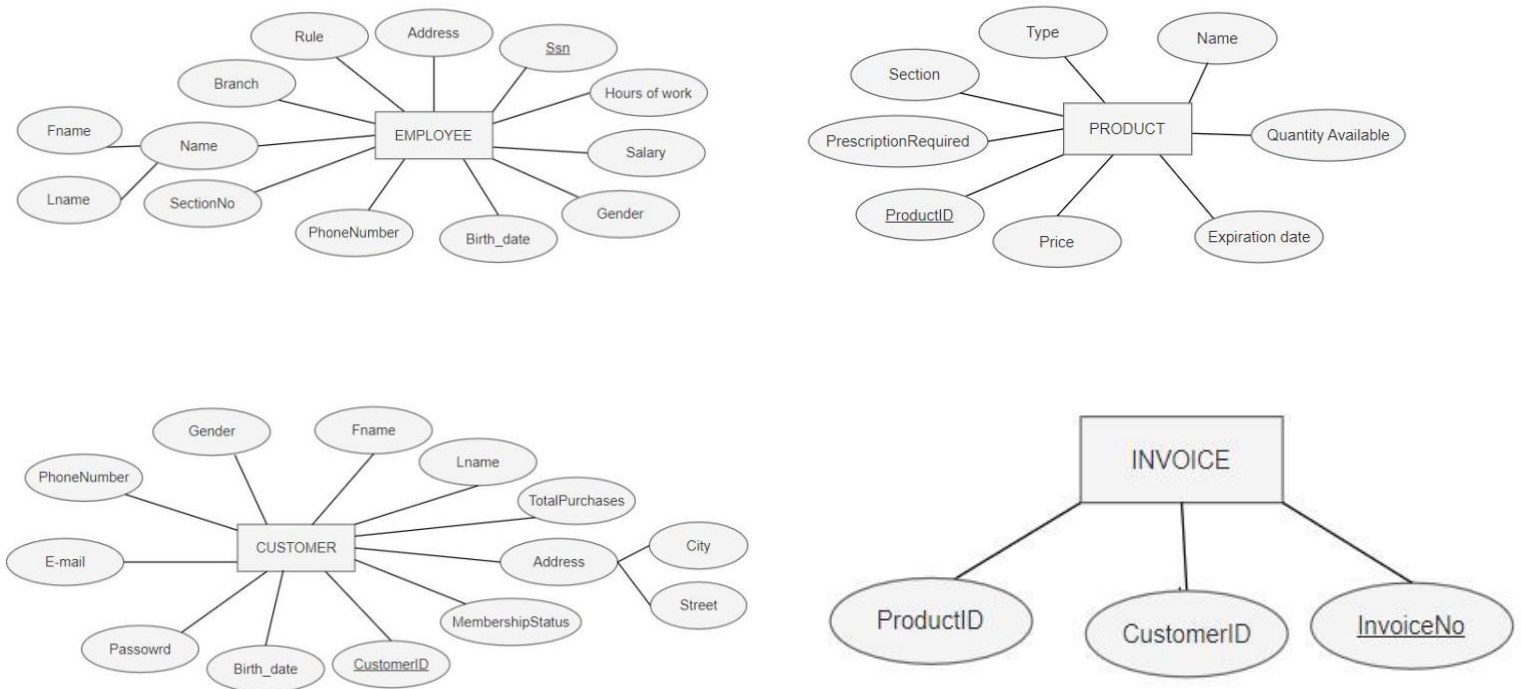 Rule
Address
Ssn
Branch
Hours of work
Fname
Name
EMPLOYEE
Salary
Lname
SectionNo
PhoneNumber
Birth_date
Gender
Type
Name
Section
PRODUCT
Quantity Available
PrescriptionRequired
ProductID
Price
Expiration date
Gender
Fname
PhoneNumber
Lname
TotalPurchases
E-mail
CUSTOMER
Address
City
Street
MembershipStatus
Passowrd
Birth_date
CustomerID
INVOICE
ProductID
CustomerID
InvoiceNo